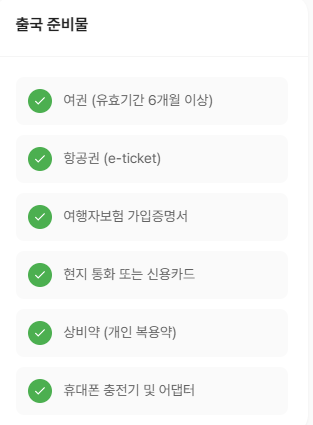 출국 준비물
여권 (유효기간 6개월 이상)
항공권 (e-ticket)
여행자보험 가입증명서
현지 통화 또는 신용카드
상비약 (개인 복용약)
휴대폰 충전기 및 어댑터